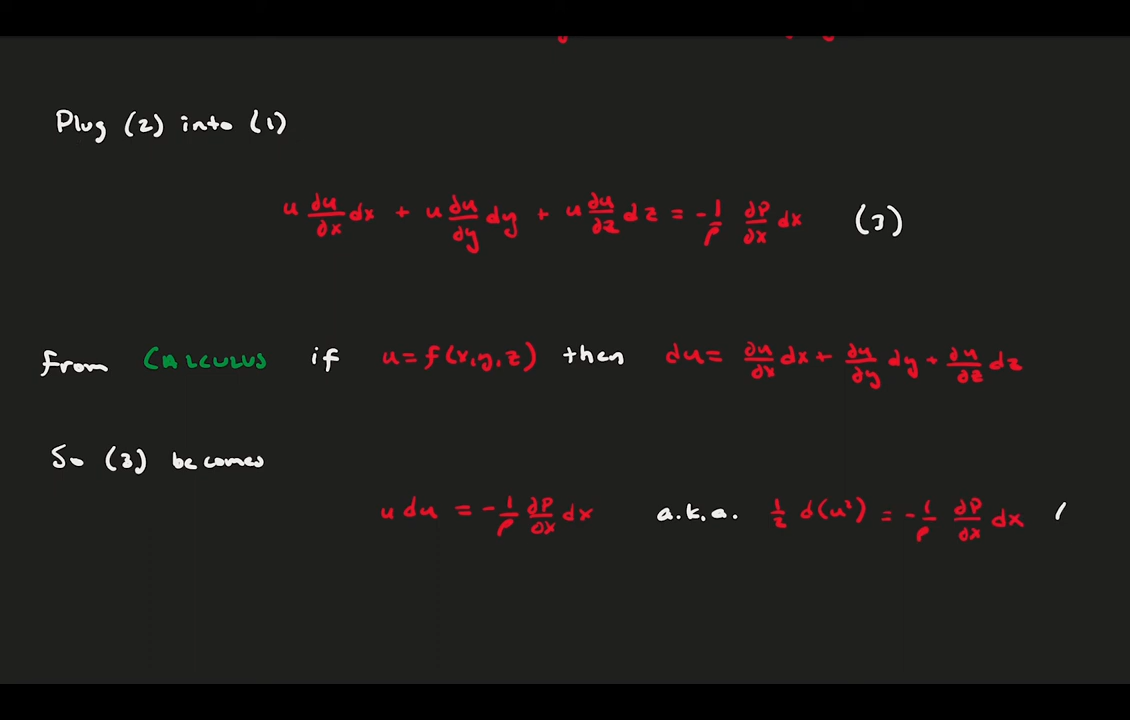 Plug (2) into (1)
u ∂u/∂x dx + u ∂u/∂y dy + u ∂u/∂z dz = -1/ρ ∂P/∂x dx (3)
from CALCULUS if u = f(x,y,z) then du = ∂u/∂x dx + ∂u/∂y dy + ∂u/∂z dz
So (3) becomes
u du = -1/ρ ∂P/∂x dx a.k.a. 1/2 d(u²) = -1/ρ ∂P/∂x dx (